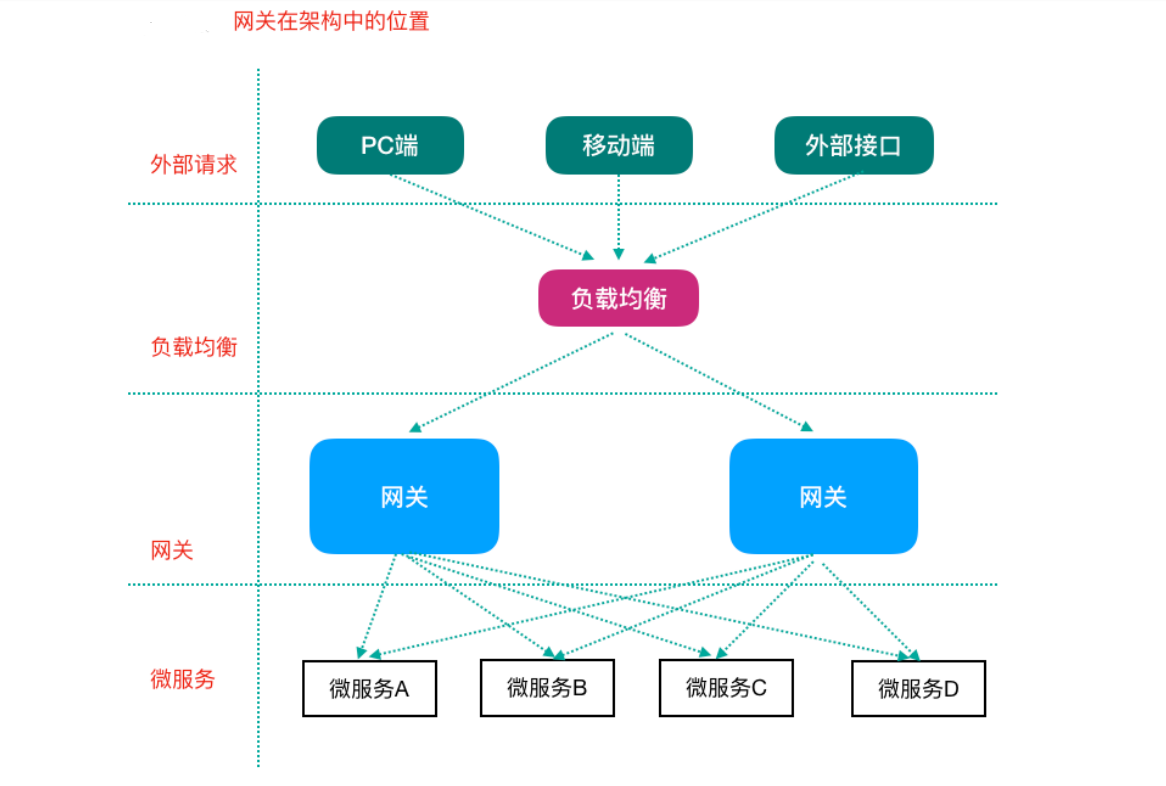 网关在架构中的位置
外部请求
PC端
移动端
外部接口
负载均衡
负载均衡
网关
网关
网关
微服务
微服务A
微服务B
微服务C
微服务D